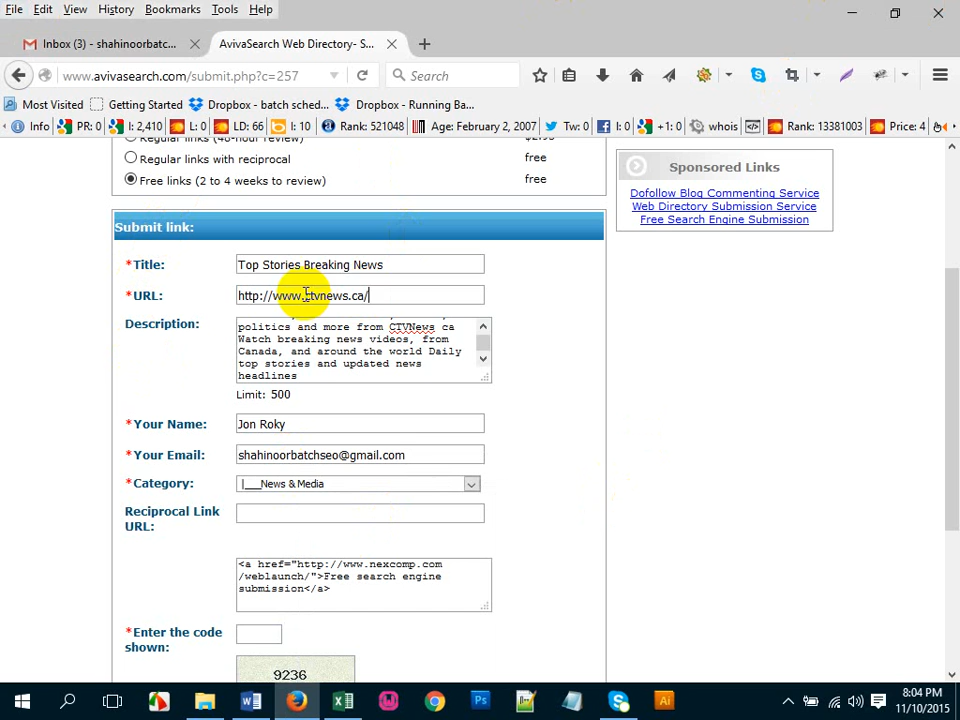 File Edit View History Bookmarks Tools Help
Inbox (3) - shahinoorbatc...
AvivaSearch Web Directory- S...
www.avivasearch.com/submit.php?c=257
Search
Most Visited Getting Started Dropbox - batch sched... Dropbox - Running Ba...
Info PR: 0 I: 2,410 L: 0 LD: 66 I: 10 Rank: 521048 Age: February 2, 2007 Tw: 0 I: 0 +1: 0 whois Rank: 13381003 Price: 4
Regular links with reciprocal free
Free links (2 to 4 weeks to review) free
Sponsored Links
Dofollow Blog Commenting Service
Web Directory Submission Service
Free Search Engine Submission
Submit link:
*Title: Top Stories Breaking News
*URL: http://www.ctvnews.ca/
Description:
politics and more from CTVNews ca
Watch breaking news videos, from
Canada, and around the world Daily
top stories and updated news
headlines
Limit: 500
*Your Name: Jon Roky
*Your Email: shahinoorbatchseo@gmail.com
*Category: |___News & Media
Reciprocal Link
URL:
<a href="http://www.nexcomp.com
/weblaunch/">Free search engine
submission</a>
*Enter the code
shown:
9236
8:04 PM
11/10/2015